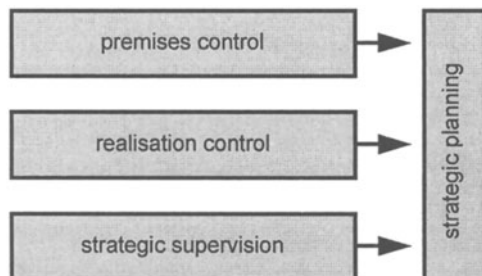 premises control
realisation control
strategic supervision
strategic planning